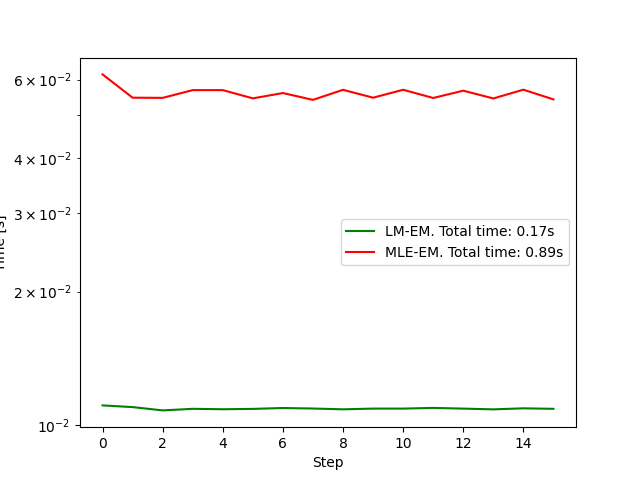 6 × 10⁻²
4 × 10⁻²
3 × 10⁻²
2 × 10⁻²
10⁻²
LM-EM. Total time: 0.17s
MLE-EM. Total time: 0.89s
0 2 4 6 8 10 12 14
Step